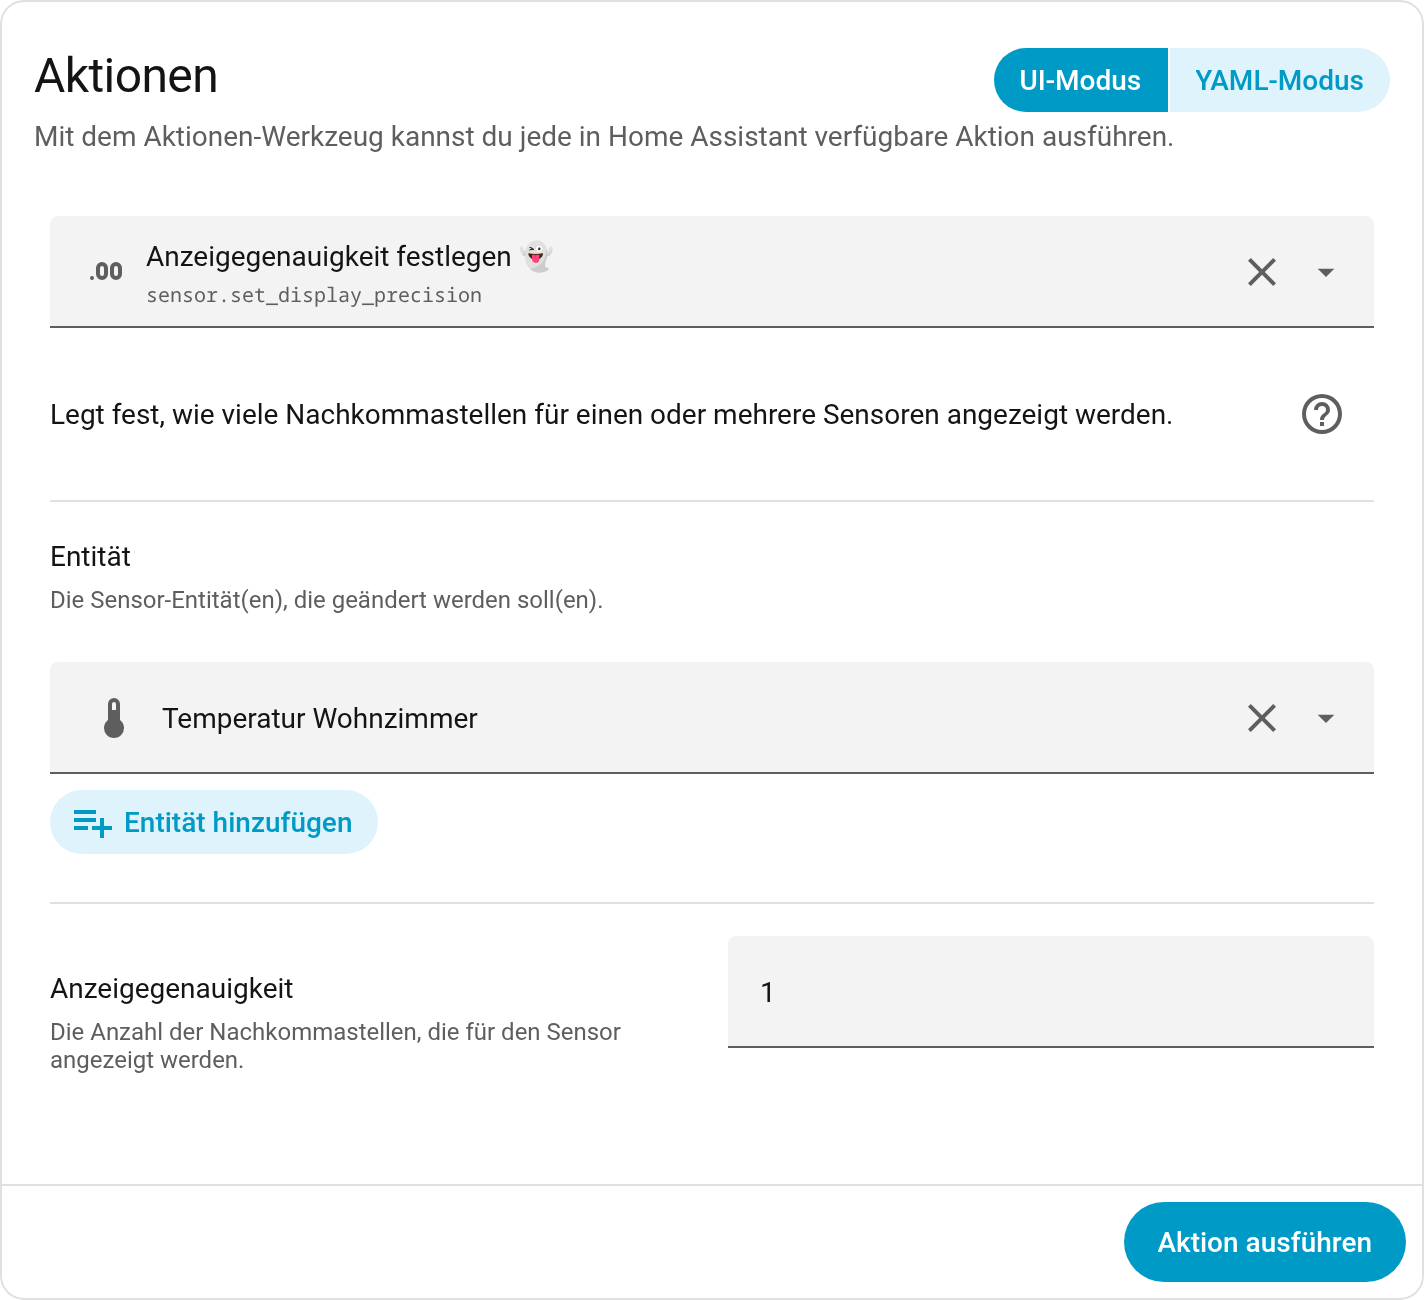 Aktionen
UI-Modus
YAML-Modus
Mit dem Aktionen-Werkzeug kannst du jede in Home Assistant verfügbare Aktion ausführen.
.00
Anzeigegenauigkeit festlegen 👻
sensor.set_display_precision
Legt fest, wie viele Nachkommastellen für einen oder mehrere Sensoren angezeigt werden.
Entität
Die Sensor-Entität(en), die geändert werden soll(en).
Temperatur Wohnzimmer
Entität hinzufügen
Anzeigegenauigkeit
Die Anzahl der Nachkommastellen, die für den Sensor
angezeigt werden.
1
Aktion ausführen